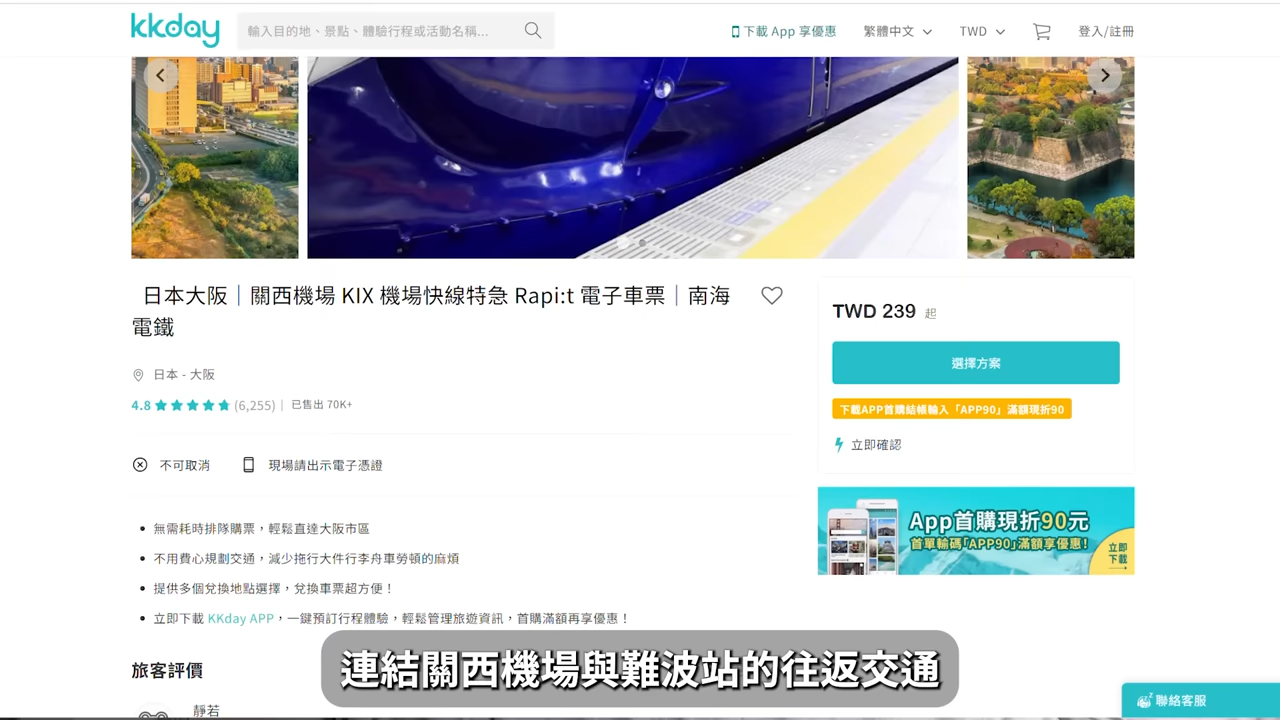 kkday
輸入目的地、景點、體驗行程或活動名稱...
下載 App 享優惠
繁體中文
TWD
登入/註冊
日本大阪｜關西機場 KIX 機場快線特急 Rapi:t 電子車票｜南海
電鐵
日本 - 大阪
4.8 (6,255) | 已售出 70K+
不可取消 現場請出示電子憑證
無需耗時排隊購票，輕鬆直達大阪市區
不用費心規劃交通，減少拖行大件行李舟車勞頓的麻煩
提供多個兌換地點選擇，兌換車票超方便！
立即下載 KKday APP，一鍵預訂行程體驗，輕鬆管理旅遊資訊，首購滿額再享優惠！
旅客評價
靜若
TWD 239 起
選擇方案
下載APP首購結帳輸入「APP90」滿額現折90
立即確認
App首購現折90元
首單輸碼「APP90」滿額享優惠！
立即
下載
連結關西機場與難波站的往返交通
聯絡客服